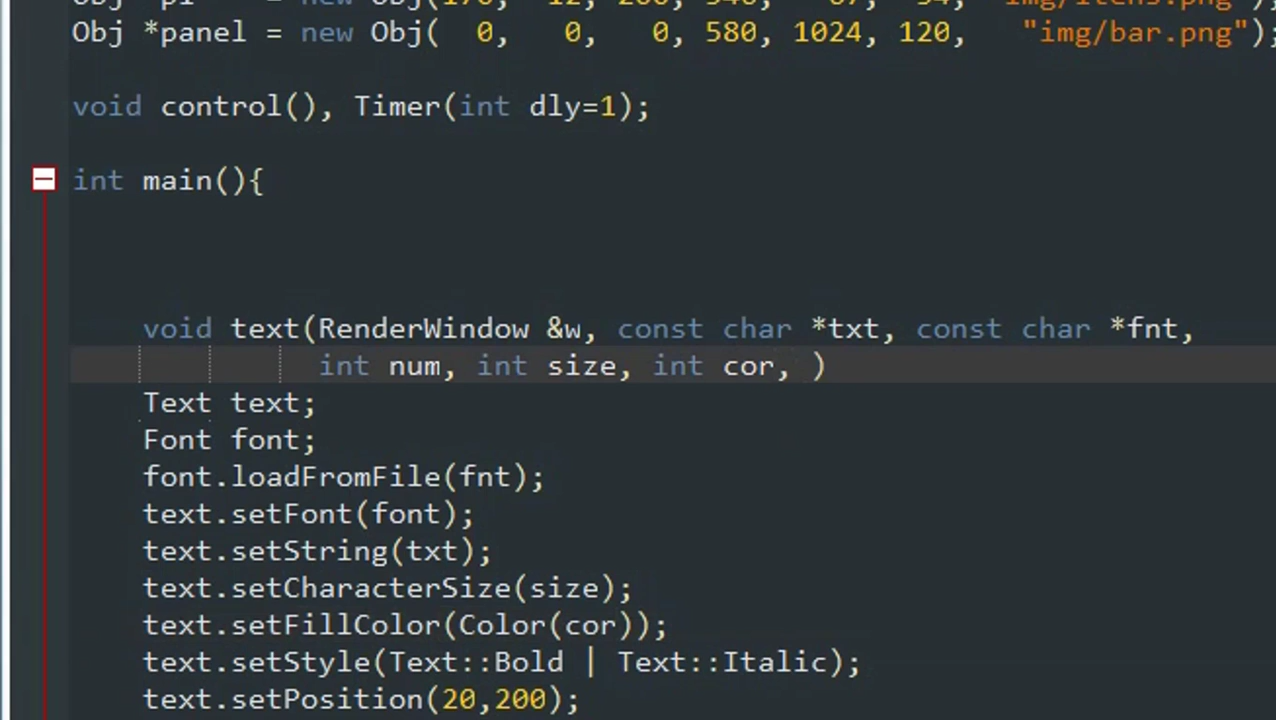 Obj *panel = new Obj( 0, 0, 0, 580, 1024, 120, "img/bar.png");
void control(), Timer(int dly=1);
int main(){
void text(RenderWindow &w, const char *txt, const char *fnt,
int num, int size, int cor, )
Text text;
Font font;
font.loadFromFile(fnt);
text.setFont(font);
text.setString(txt);
text.setCharacterSize(size);
text.setFillColor(Color(cor));
text.setStyle(Text::Bold | Text::Italic);
text.setPosition(20,200);